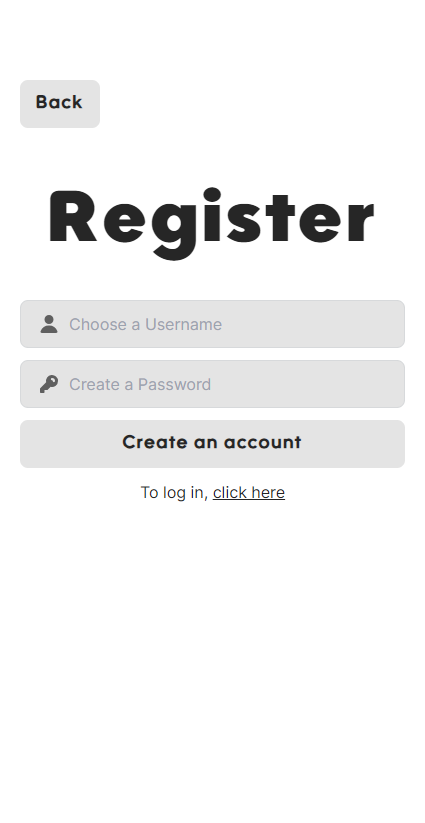 Back
Register
Choose a Username
Create a Password
Create an account
To log in, click here